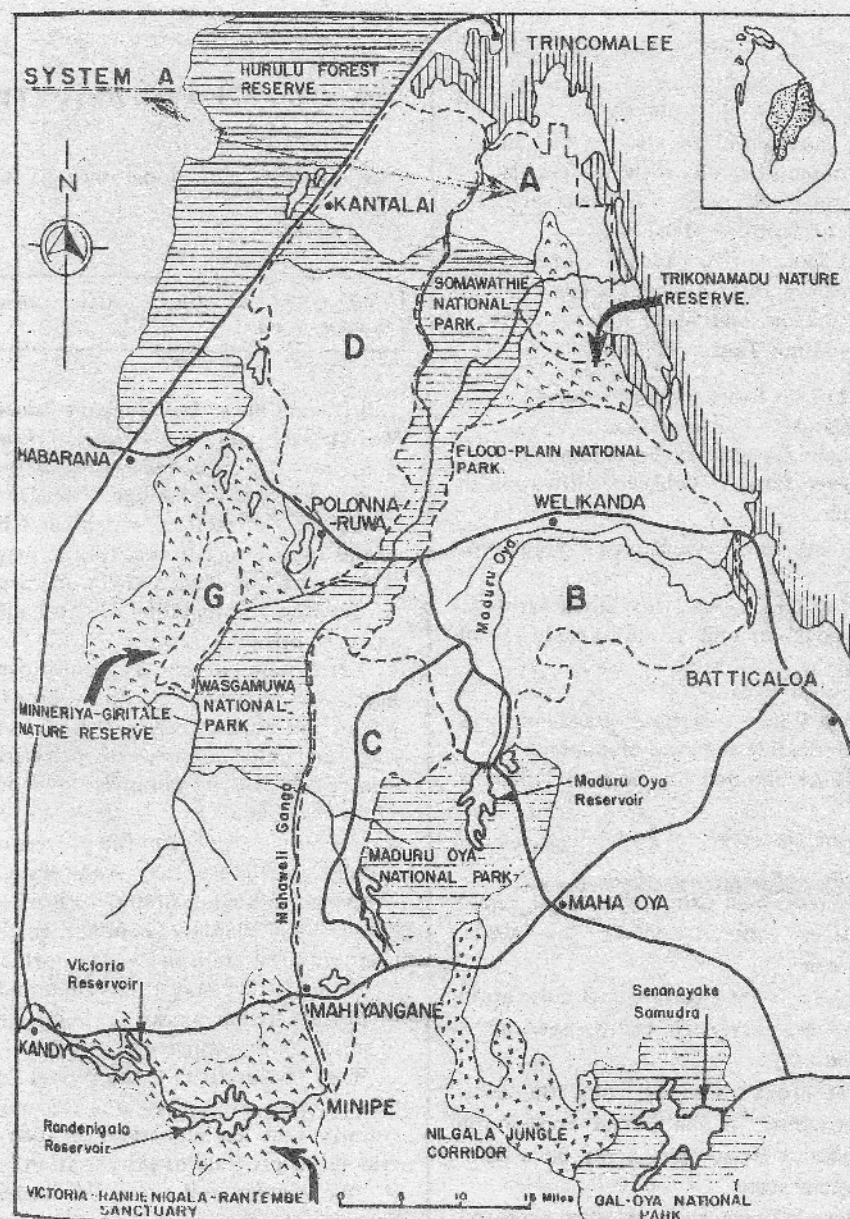 TRINCOMALEE
SYSTEM A
HURULU FOREST
RESERVE
N
A
KANTALAI
SOMAWATHIE
NATIONAL
PARK.
TRIKONAMADU NATURE
RESERVE.
D
HABARANA
FLOOD-PLAIN NATIONAL
PARK.
POLONNA-
RUWA
WELIKANDA
Maduru Oya
G
B
BATTICALOA
WASGAMUWA
NATIONAL
PARK
MINNERIYA-GIRITALE
NATURE RESERVE
C
Maduru Oya
Reservoir
Mahaweli Ganga
MADURU OYA
NATIONAL PARK
MAHA OYA
Victoria
Reservoir
MAHIYANGANE
Senanayake
Samudra
KANDY
MINIPE
Randenigala
Reservoir
NILGALA JUNGLE
CORRIDOR
VICTORIA-RANDENIGALA-RANTEMBE
SANCTUARY
0 5 10 15 Miles
GAL-OYA NATIONAL
PARK